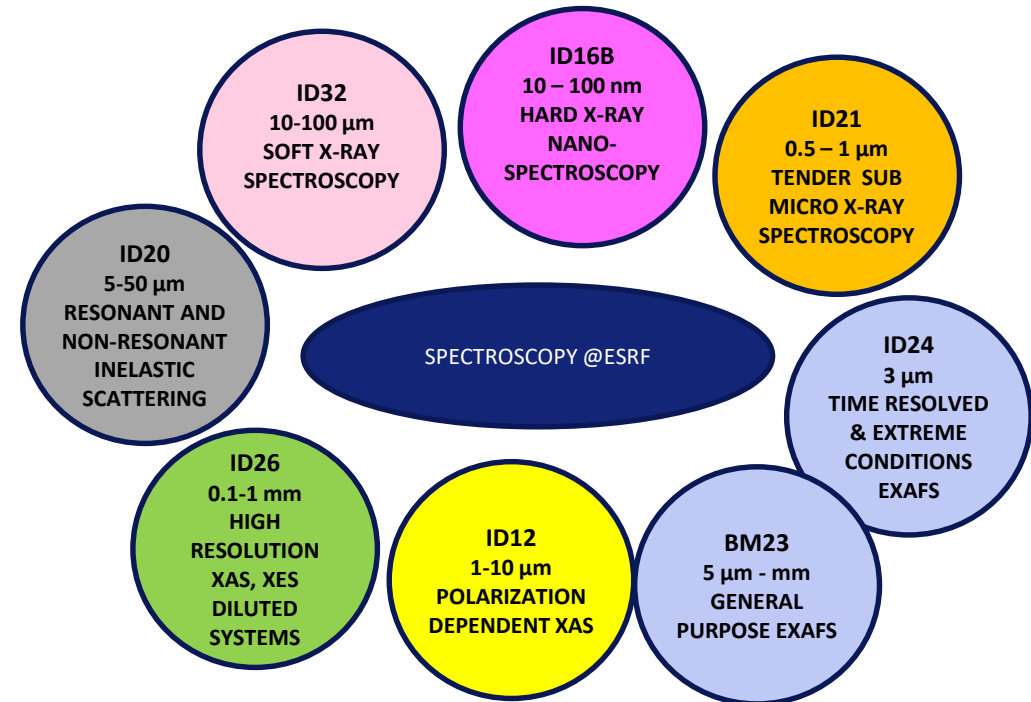 ID16B
10 – 100 nm
HARD X-RAY
NANO-
SPECTROSCOPY
ID32
10-100 µm
SOFT X-RAY
SPECTROSCOPY
ID21
0.5 – 1 µm
TENDER SUB
MICRO X-RAY
SPECTROSCOPY
ID20
5-50 µm
RESONANT AND
NON-RESONANT
INELASTIC
SCATTERING
SPECTROSCOPY @ESRF
ID24
3 µm
TIME RESOLVED
& EXTREME
CONDITIONS
EXAFS
ID26
0.1-1 mm
HIGH
RESOLUTION
XAS, XES
DILUTED
SYSTEMS
ID12
1-10 µm
POLARIZATION
DEPENDENT XAS
BM23
5 µm - mm
GENERAL
PURPOSE EXAFS